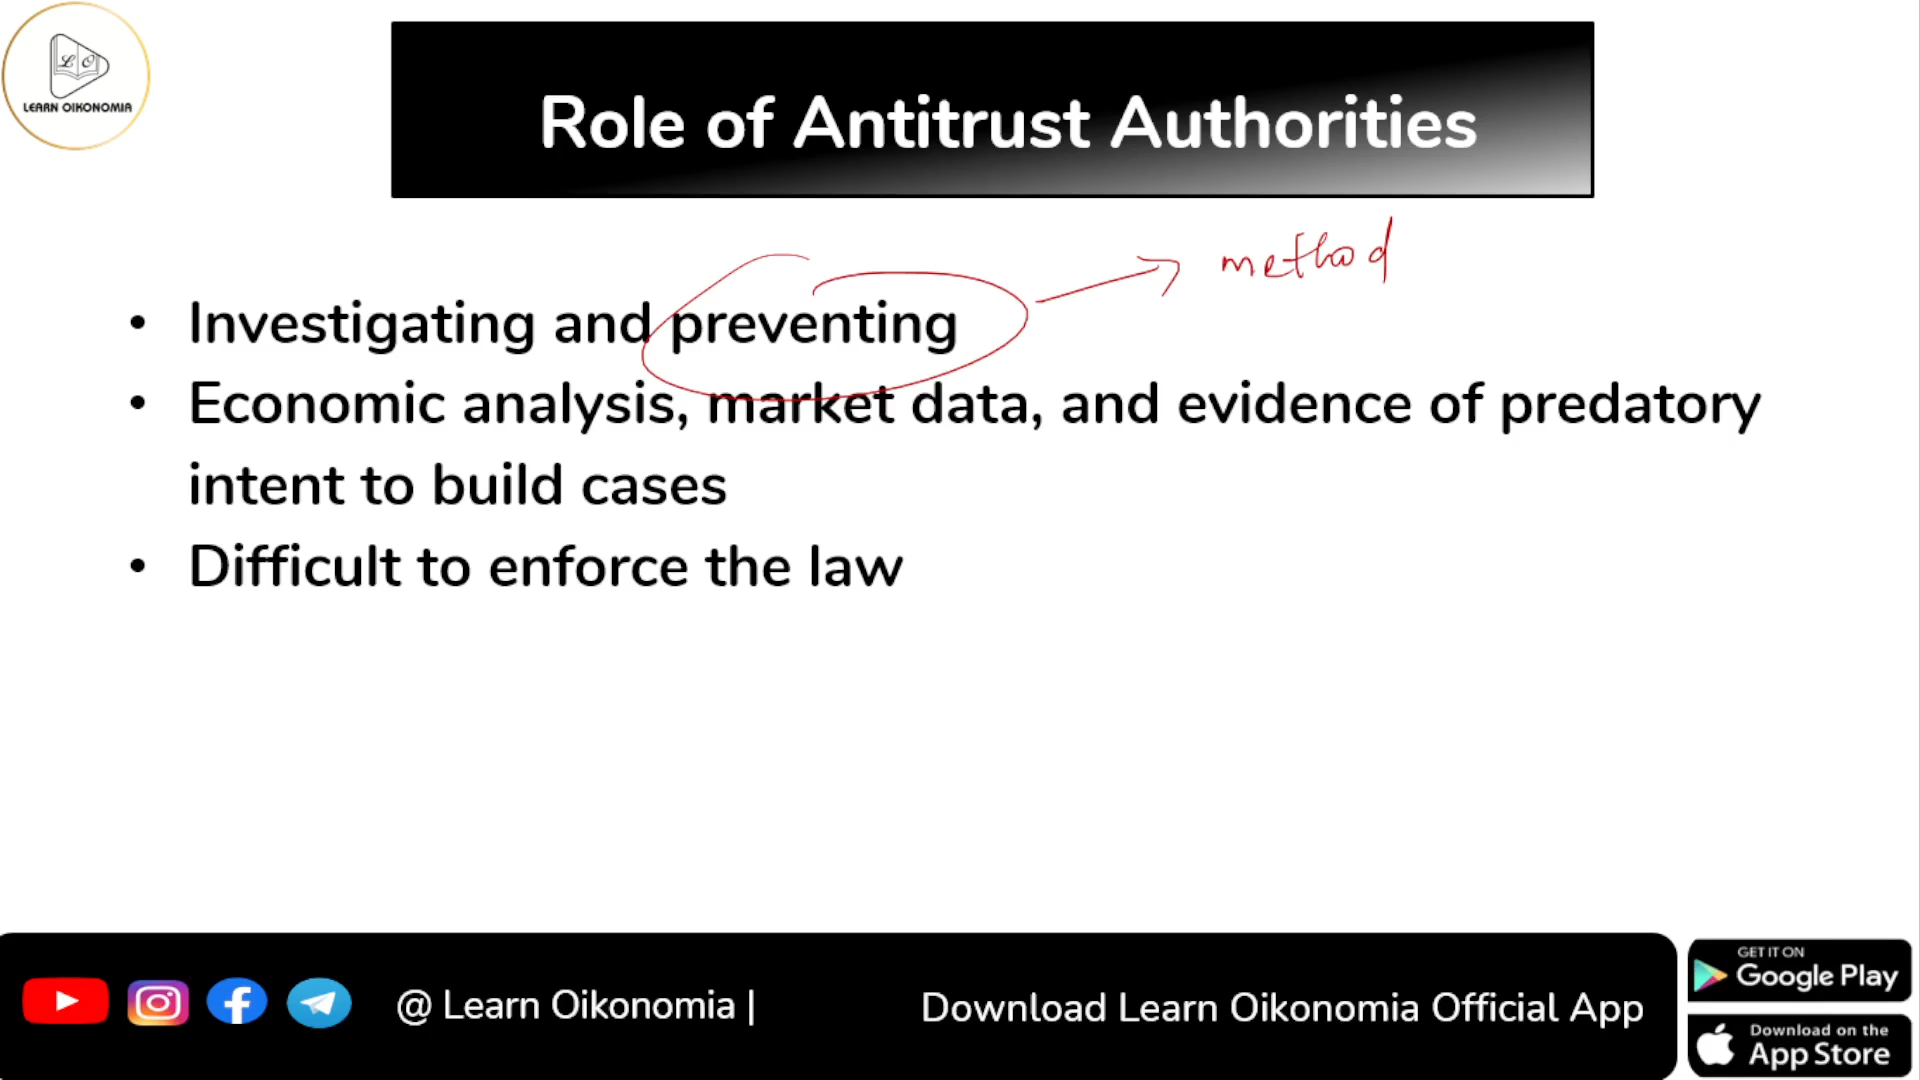 LO
LEARN OIKONOMIA
Role of Antitrust Authorities
method
• Investigating and preventing
• Economic analysis, market data, and evidence of predatory
intent to build cases
• Difficult to enforce the law
@ Learn Oikonomia |
Download Learn Oikonomia Official App
GET IT ON
Google Play
Download on the
App Store